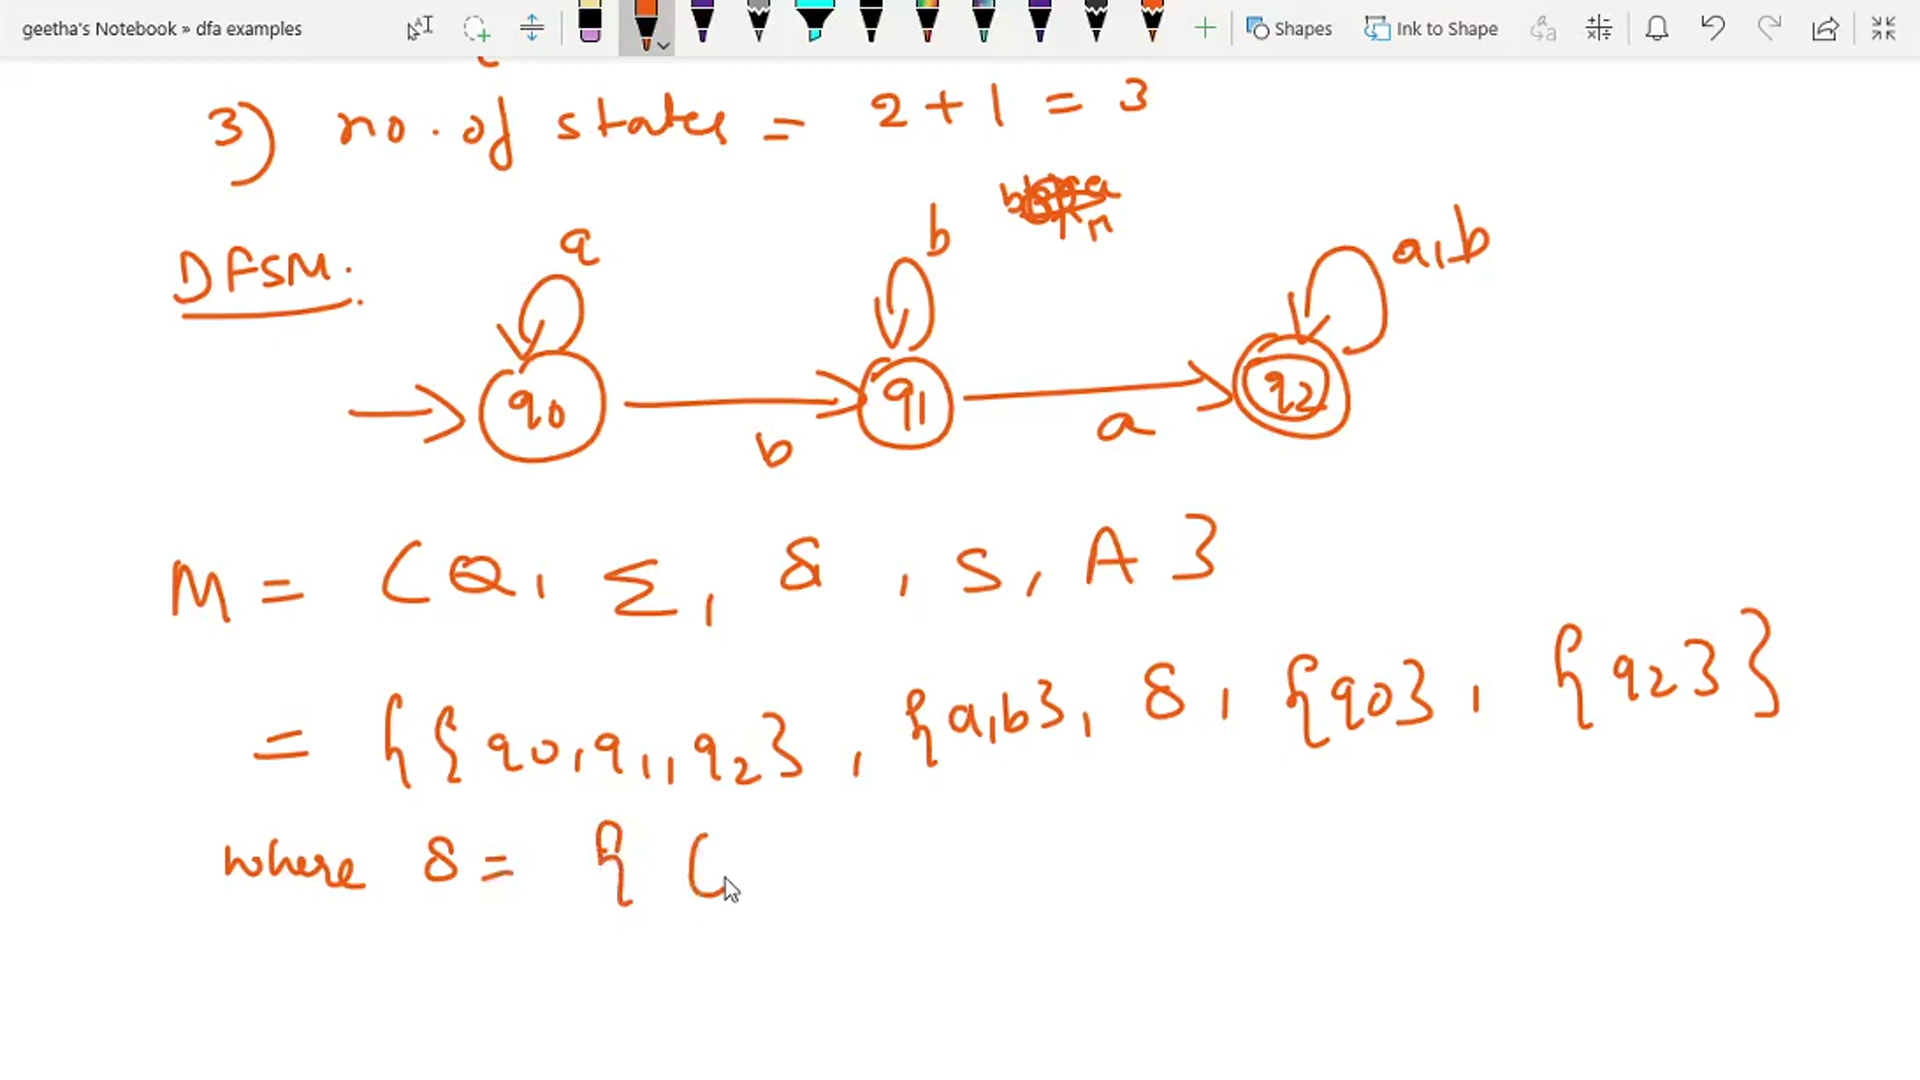 geetha's Notebook » dfa examples
Shapes
Ink to Shape
3) no. of states = 2 + 1 = 3
a
b
a,b
DFSM.
q0
q1
q2
b
a
M = (Q, Σ, δ, S, A }
= {{ q0, q1, q2 }, {a,b}, δ, {q0}, { q2 } }
where δ = { (